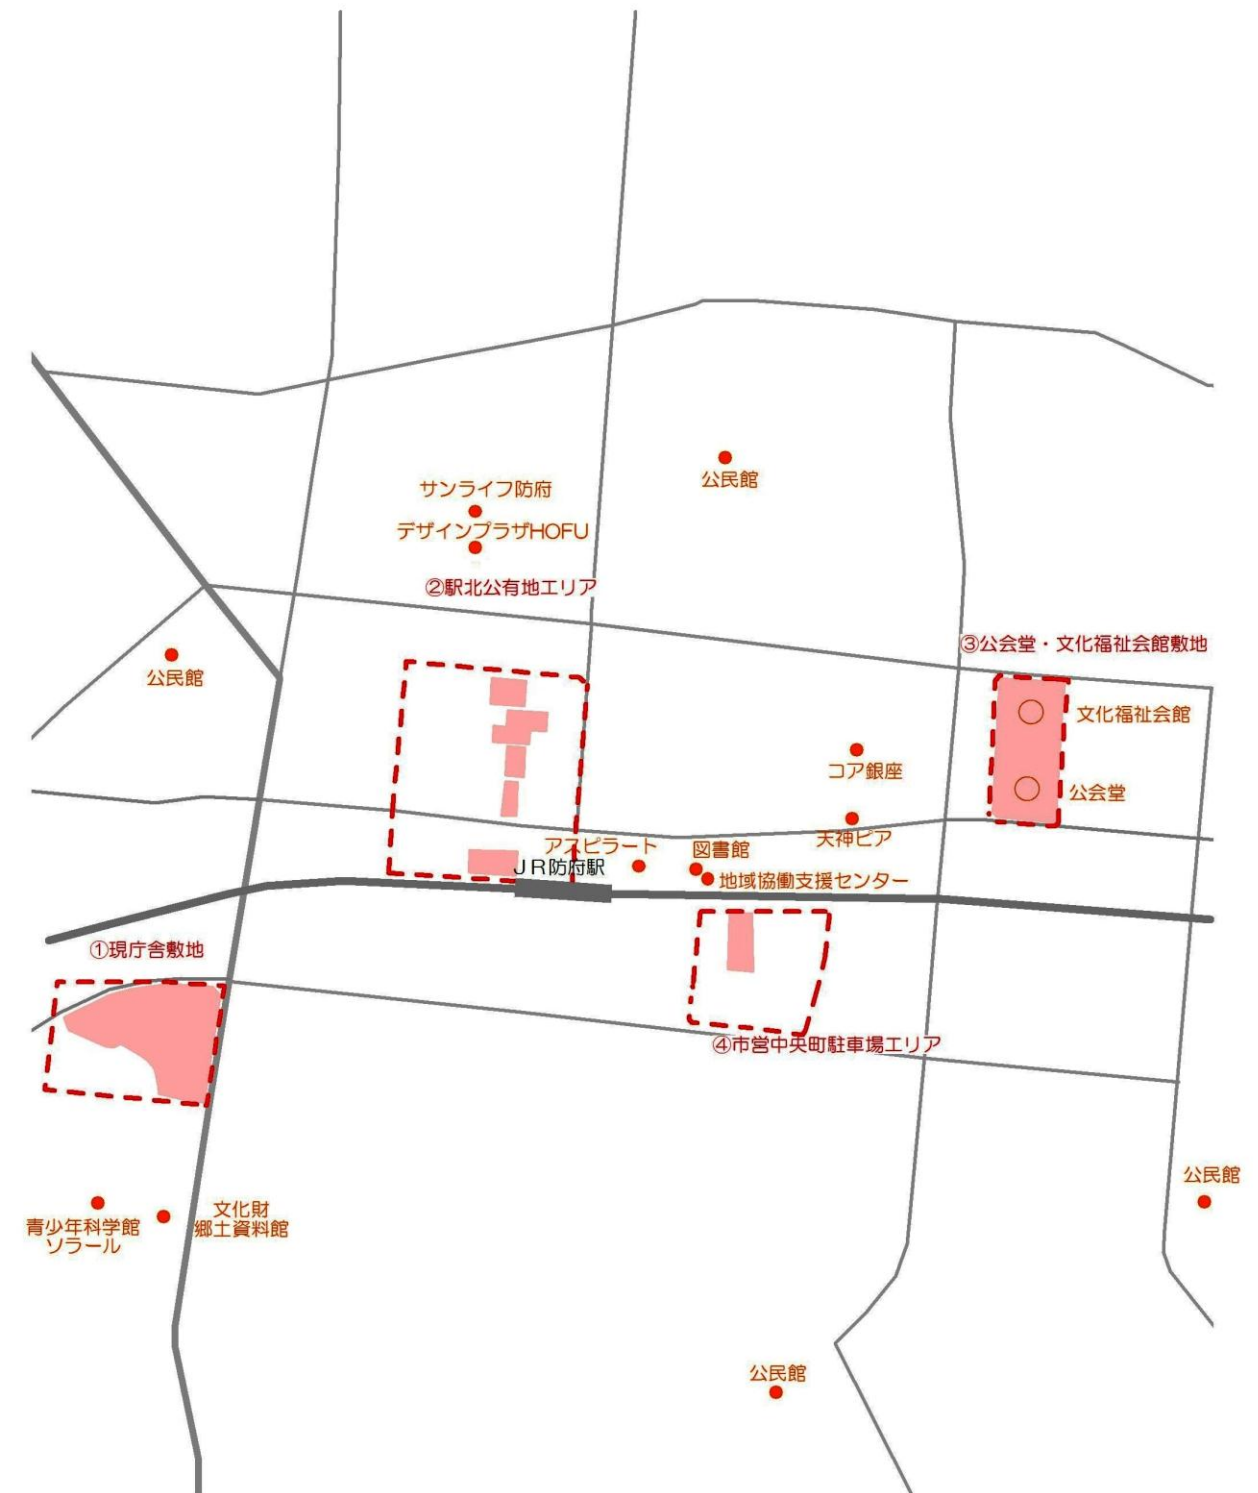 公民館
サンライフ防府
デザインプラザHOFU
②駅北公有地エリア
③公会堂・文化福祉会館敷地
公民館
文化福祉会館
コア銀座
公会堂
天神ピア
アスピラート
図書館
JR防府駅
地域協働支援センター
①現庁舎敷地
④市営中央町駐車場エリア
公民館
文化財
郷土資料館
青少年科学館
ソラール
公民館